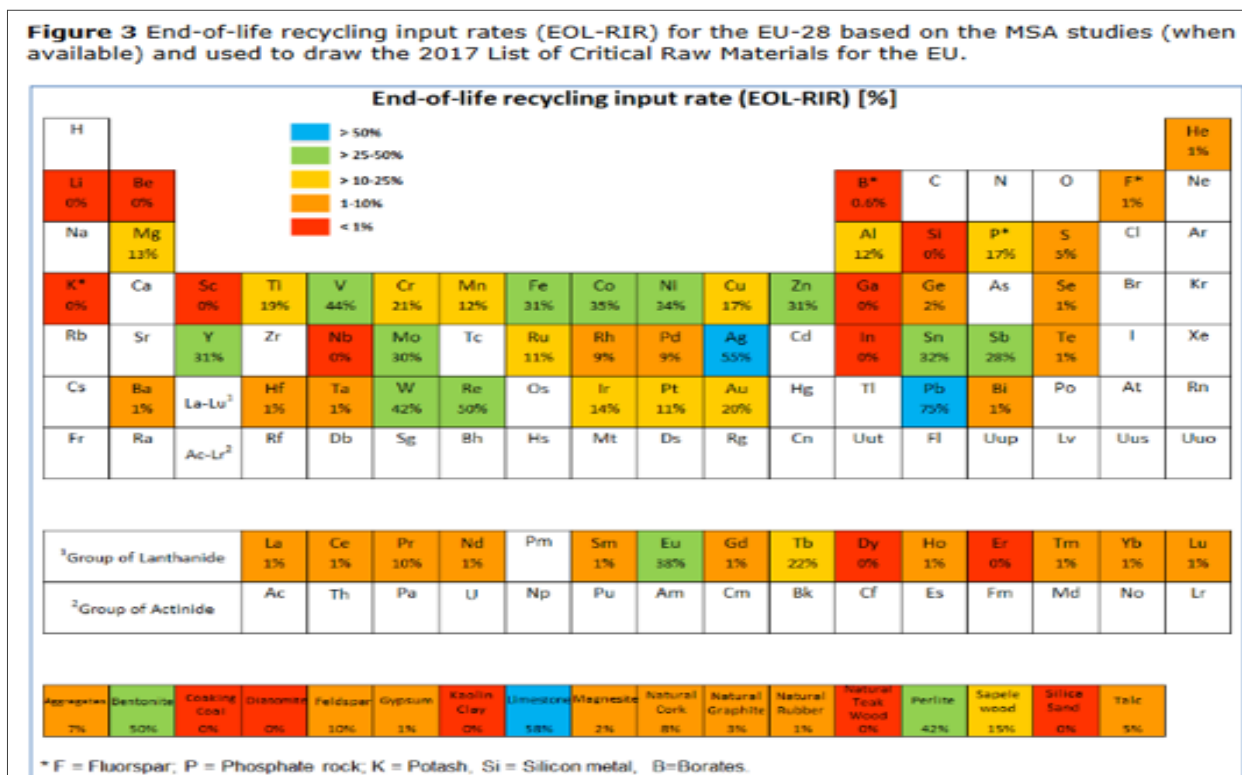 Figure 3 End-of-life recycling input rates (EOL-RIR) for the EU-28 based on the MSA studies (when
available) and used to draw the 2017 List of Critical Raw Materials for the EU.
End-of-life recycling input rate (EOL-RIR) [%]
H > 50% He
> 25-50% 1%
Li Be > 10-25% B* C N O F* Ne
0% 0% 1-10% 0.6% 1%
Na Mg < 1% Al Si P* S Cl Ar
13% 12% 0% 17% 5%
K* Ca Sc Ti V Cr Mn Fe Co Ni Cu Zn Ga Ge As Se Br Kr
0% 0% 19% 44% 21% 12% 31% 35% 34% 17% 31% 0% 2% 1%
Rb Sr Y Zr Nb Mo Tc Ru Rh Pd Ag Cd In Sn Sb Te I Xe
31% 0% 30% 11% 9% 9% 55% 0% 32% 28% 1%
Cs Ba La-Lu1 Hf Ta W Re Os Ir Pt Au Hg Tl Pb Bi Po At Rn
1% 1% 1% 42% 50% 14% 11% 20% 75% 1%
Fr Ra Ac-Lr2 Rf Db Sg Bh Hs Mt Ds Rg Cn Uut Fl Uup Lv Uus Uuo
1Group of Lanthanide La Ce Pr Nd Pm Sm Eu Gd Tb Dy Ho Er Tm Yb Lu
1% 1% 10% 1% 1% 38% 1% 22% 0% 1% 0% 1% 1% 1%
2Group of Actinide Ac Th Pa U Np Pu Am Cm Bk Cf Es Fm Md No Lr
Aggregates Bentonite Coaking Coal Diatomite Feldspar Gypsum Kaolin Clay Limestone Magnesite Natural Cork Natural Graphite Natural Rubber Natural Teak Wood Perlite Sapele wood Silica Sand Talc
7% 50% 0% 0% 10% 1% 0% 58% 2% 8% 3% 1% 0% 42% 15% 0% 5%
* F = Fluorspar; P = Phosphate rock; K = Potash, Si = Silicon metal, B=Borates.